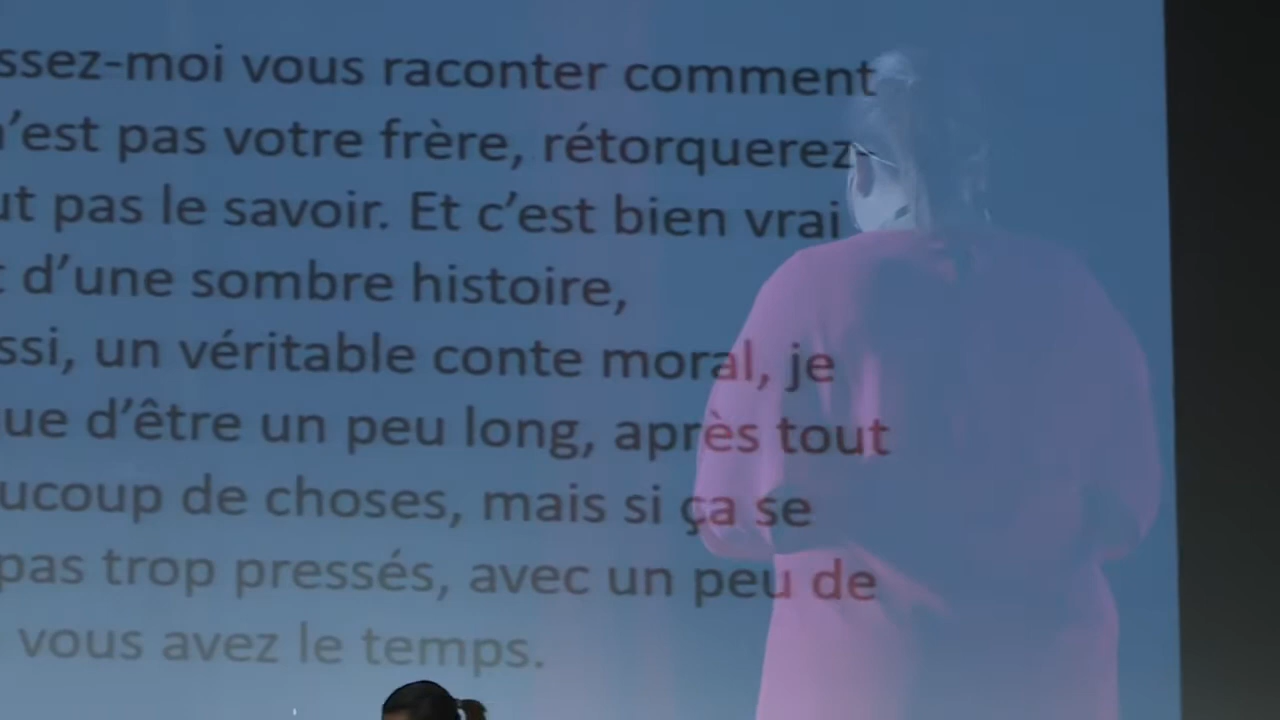 ssez-moi vous raconter comment
n'est pas votre frère, rétorquerez
ut pas le savoir. Et c'est bien vrai
t d'une sombre histoire,
ssi, un véritable conte moral, je
ue d'être un peu long, après tout
ucoup de choses, mais si ça se
pas trop pressés, avec un peu de
vous avez le temps.